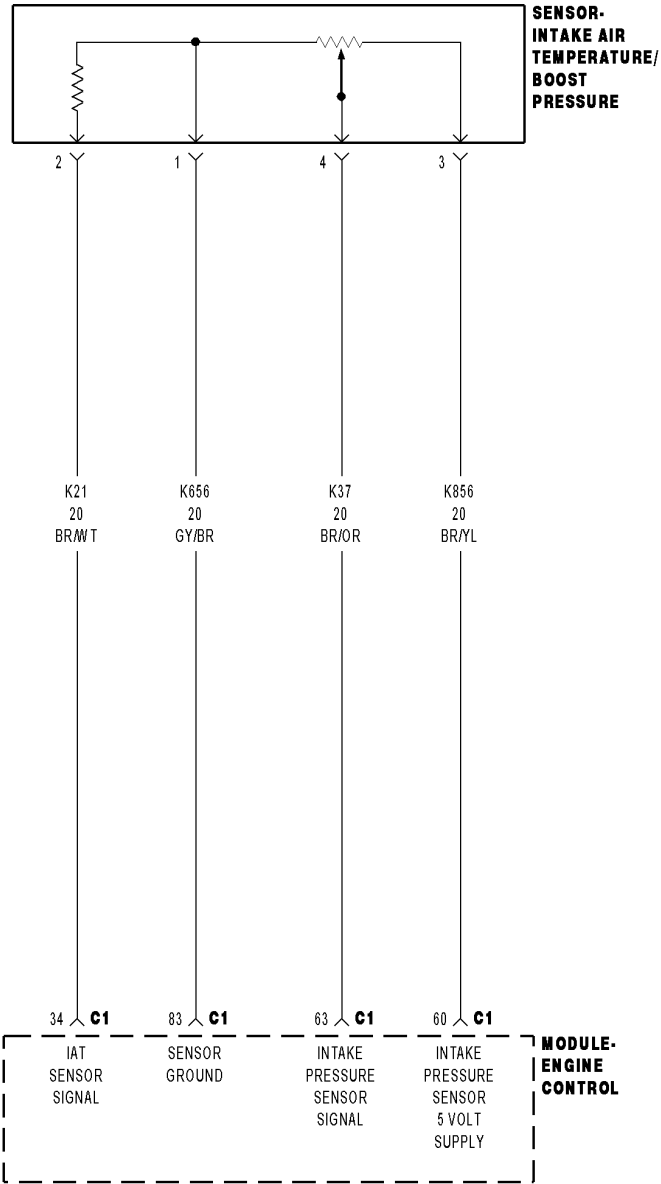 SENSOR-
INTAKE AIR
TEMPERATURE/
BOOST
PRESSURE
2 1 4 3
K21 K656 K37 K856
20 20 20 20
BR/WT GY/BR BR/OR BR/YL
34 C1 83 C1 63 C1 60 C1
MODULE-
ENGINE
CONTROL
IAT
SENSOR
SIGNAL
SENSOR
GROUND
INTAKE
PRESSURE
SENSOR
SIGNAL
INTAKE
PRESSURE
SENSOR
5 VOLT
SUPPLY